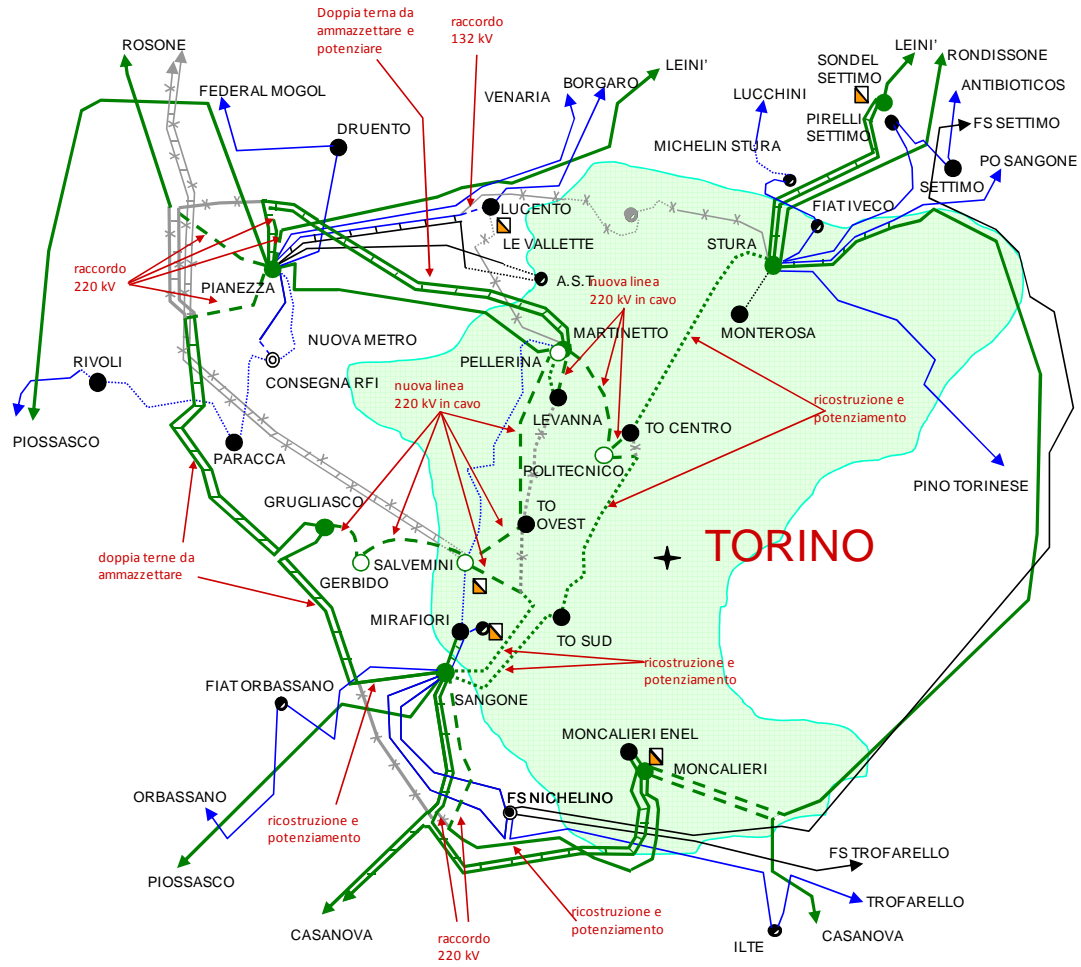 Doppia terna da
ammazzettare e
potenziare
raccordo
132 kV
ROSONE
LEINI'
SONDEL
SETTIMO
RONDISSONE
FEDERAL MOGOL
VENARIA
BORGARO
LEINI'
LUCCHINI
ANTIBIOTICOS
DRUENTO
PIRELLI
SETTIMO
FS SETTIMO
MICHELIN STURA
PO SANGONE
SETTIMO
LUCENTO
FIAT IVECO
LE VALLETTE
STURA
raccordo
220 kV
PIANEZZA
A.S.T
nuova linea
220 kV in cavo
MARTINETTO
MONTEROSA
NUOVA METRO
PELLERINA
RIVOLI
CONSEGNA RFI
nuova linea
220 kV in cavo
LEVANNA
ricostruzione e
potenziamento
TO CENTRO
PIOSSASCO
PARACCA
POLITECNICO
PINO TORINESE
GRUGLIASCO
TO
OVEST
TORINO
doppia terne da
ammazzettare
GERBIDO
SALVEMINI
MIRAFIORI
TO SUD
ricostruzione e
potenziamento
FIAT ORBASSANO
SANGONE
MONCALIERI ENEL
MONCALIERI
ORBASSANO
FS NICHELINO
ricostruzione e
potenziamento
FS TROFARELLO
PIOSSASCO
TROFARELLO
ricostruzione e
potenziamento
CASANOVA
raccordo
220 kV
ILTE
CASANOVA